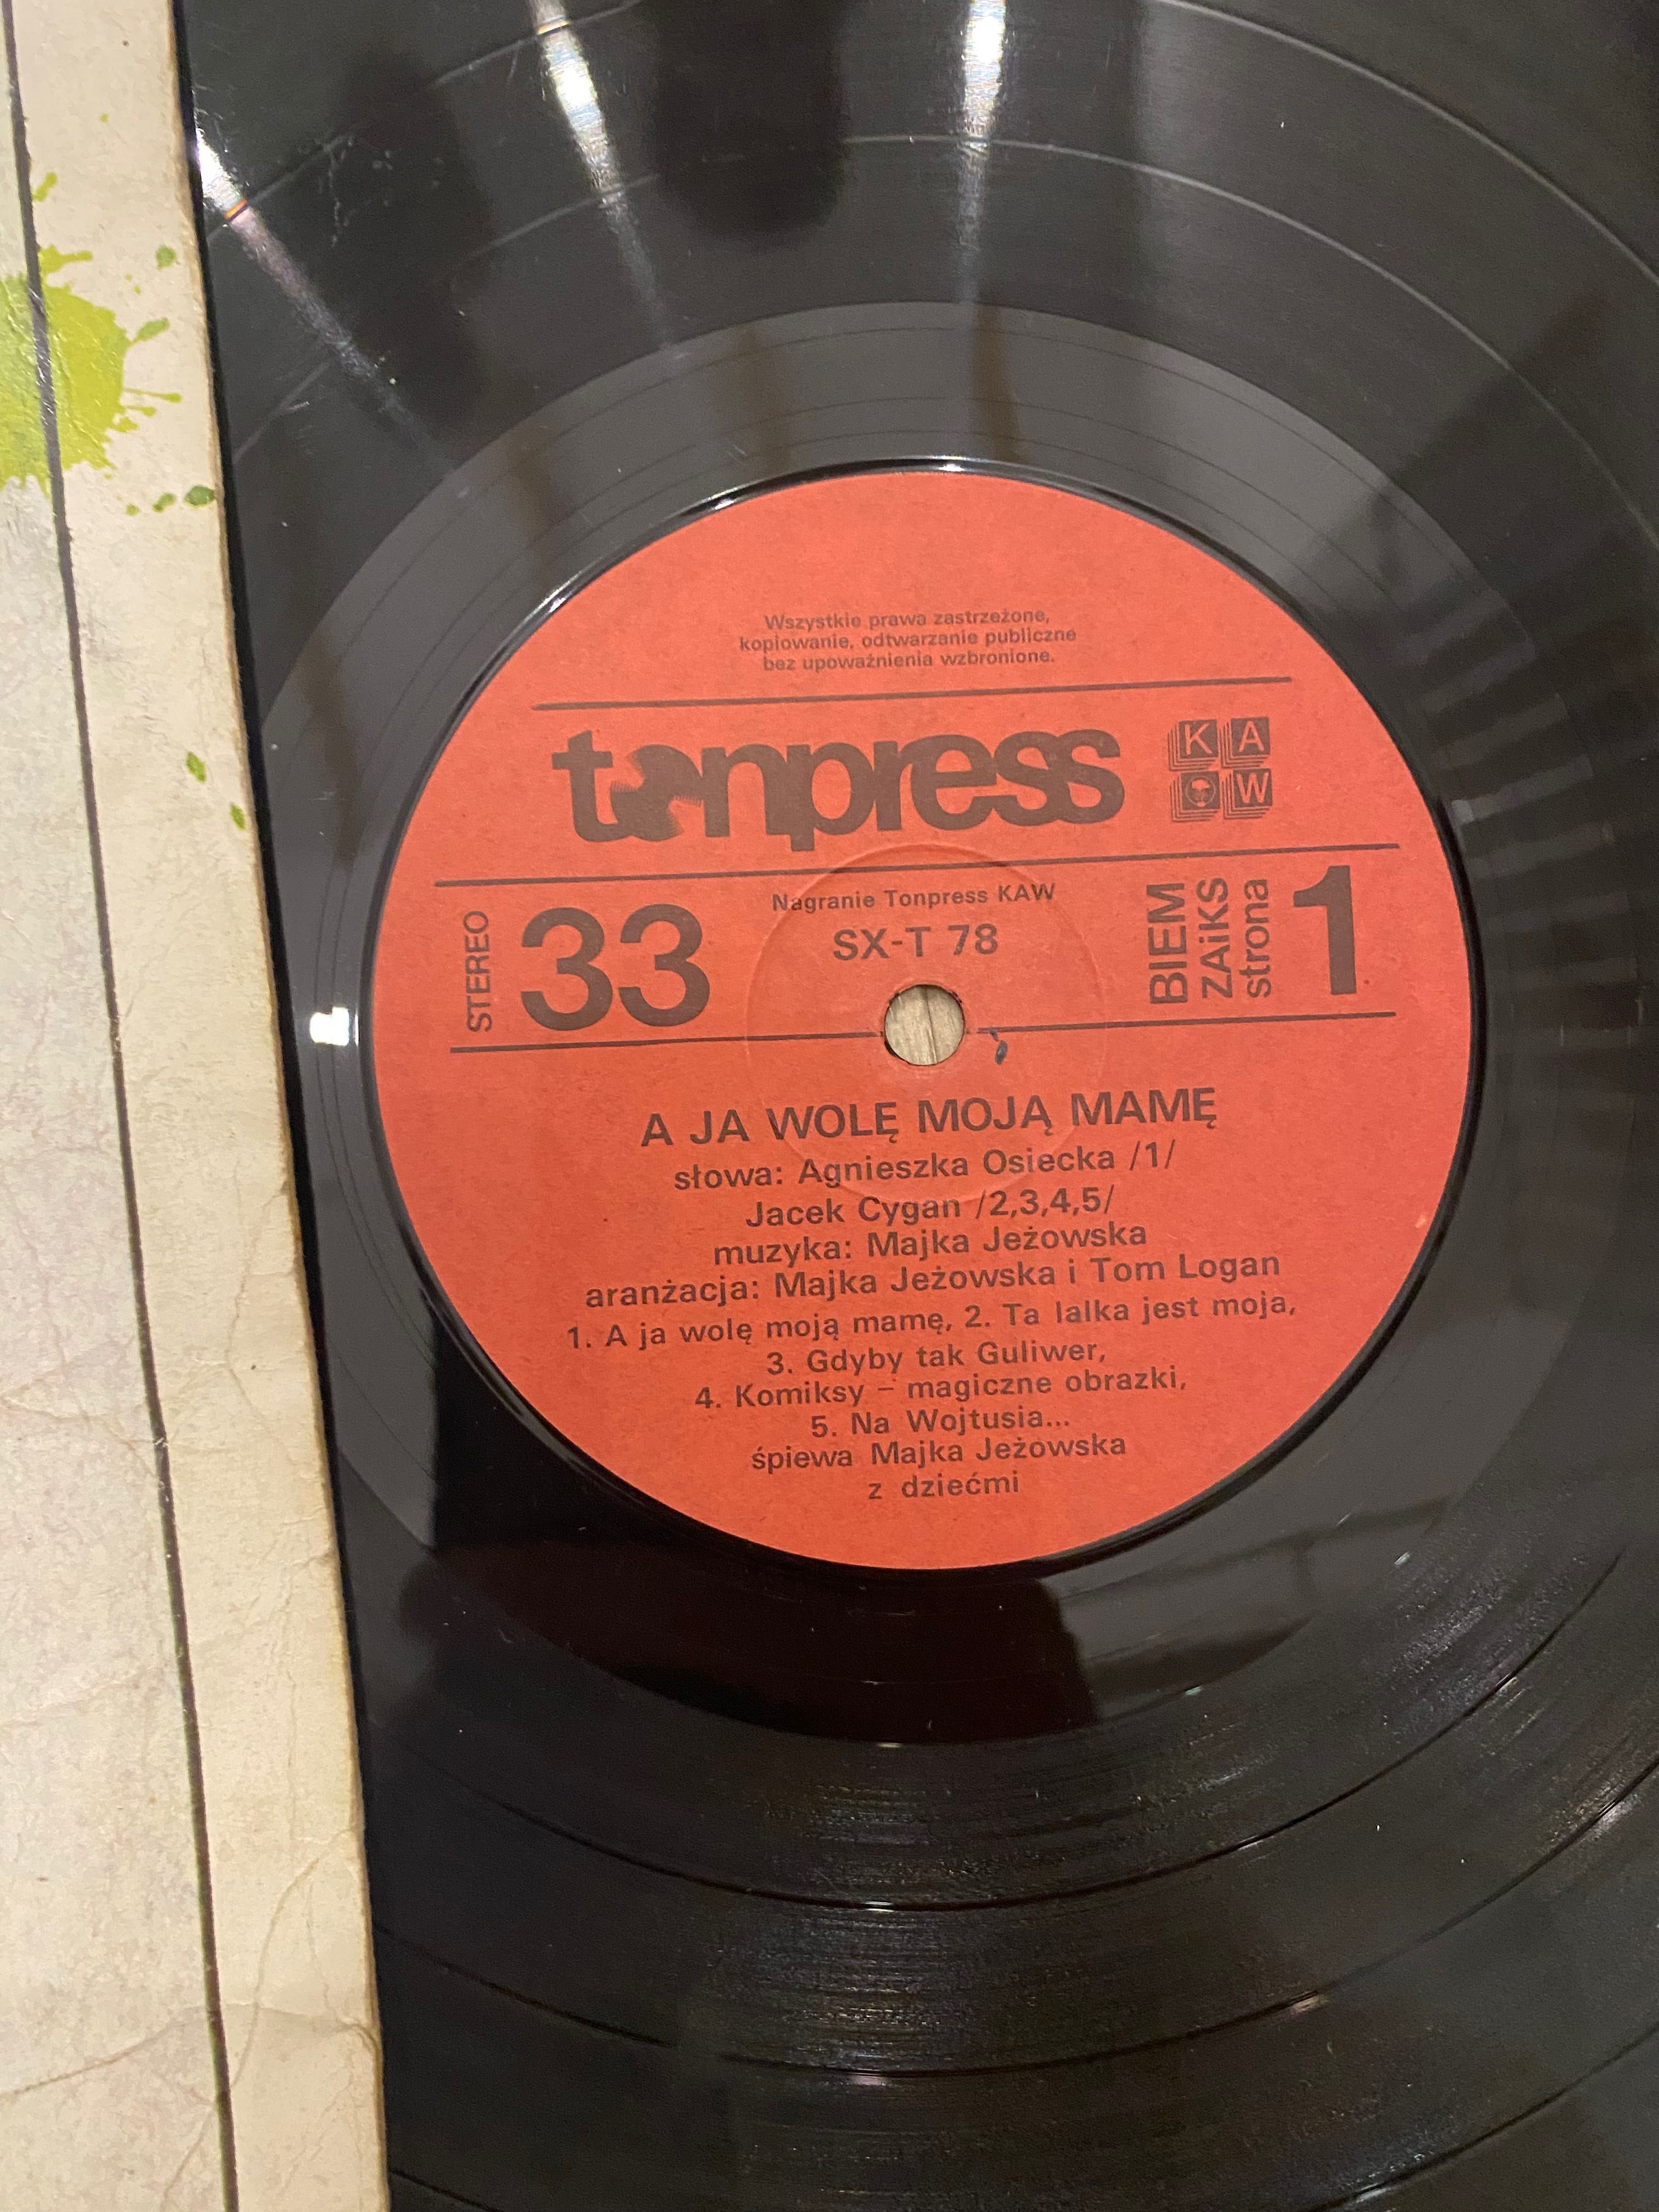 Wszystkie prawa zastrzeżone,
kopiowanie, odtwarzanie publiczne
bez upoważnienia wzbronione.
tonpress
K A
W
STEREO
33
Nagranie Tonpress KAW
SX-T 78
BIEM
ZAiKS
strona
1
A JA WOLĘ MOJĄ MAMĘ
słowa: Agnieszka Osiecka /1/
Jacek Cygan /2,3,4,5/
muzyka: Majka Jeżowska
aranżacja: Majka Jeżowska i Tom Logan
1. A ja wolę moją mamę, 2. Ta lalka jest moja,
3. Gdyby tak Guliwer,
4. Komiksy – magiczne obrazki,
5. Na Wojtusia...
śpiewa Majka Jeżowska
z dziećmi